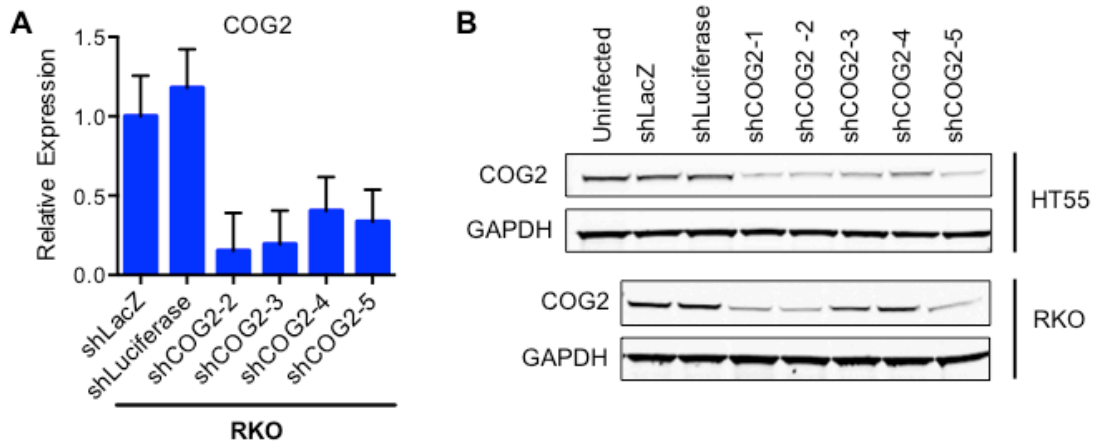 A
COG2
Relative Expression
1.5
1.0
0.5
0.0
shLacZ
shLuciferase
shCOG2-2
shCOG2-3
shCOG2-4
shCOG2-5
RKO
B
Uninfected
shLacZ
shLuciferase
shCOG2-1
shCOG2 -2
shCOG2-3
shCOG2-4
shCOG2-5
COG2
GAPDH
HT55
COG2
GAPDH
RKO